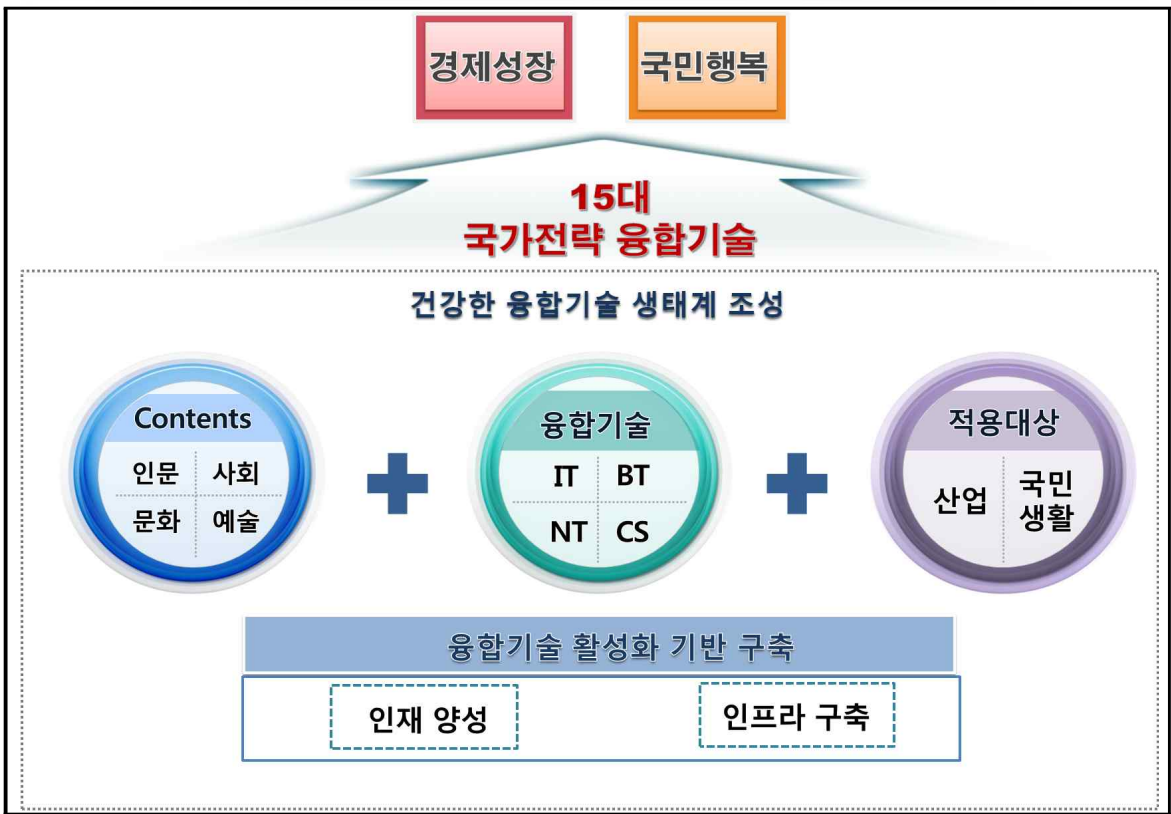 경제성장 국민행복
15대
국가전략 융합기술
건강한 융합기술 생태계 조성
Contents
인문 사회
문화 예술
융합기술
IT BT
NT CS
적용대상
산업 국민
생활
융합기술 활성화 기반 구축
인재 양성 인프라 구축